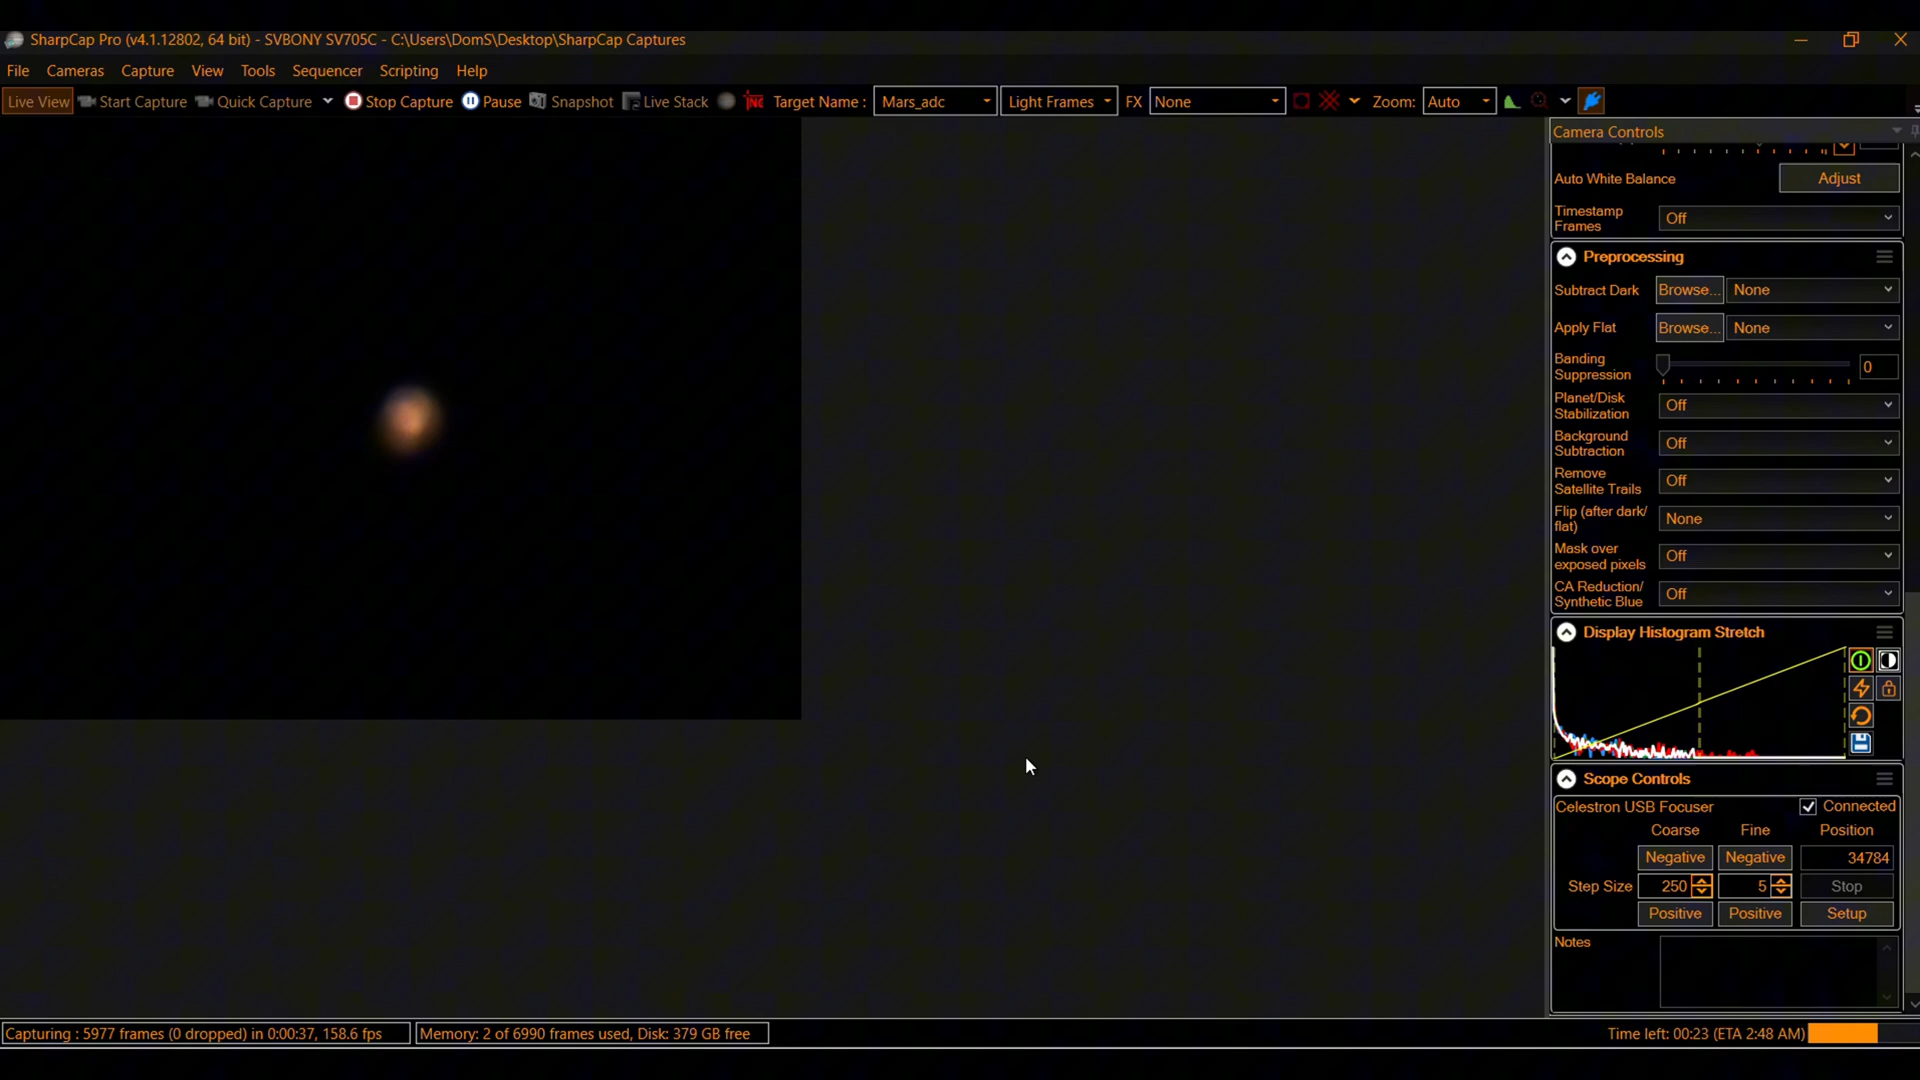 SharpCap Pro (v4.1.12802, 64 bit) - SVBONY SV705C - C:\Users\DomS\Desktop\SharpCap Captures
File Cameras Capture View Tools Sequencer Scripting Help
Live View Start Capture Quick Capture Stop Capture Pause Snapshot Live Stack Target Name : Mars_adc Light Frames FX None Zoom: Auto
Camera Controls
Auto White Balance Adjust
Timestamp
Frames Off
Preprocessing
Subtract Dark Browse... None
Apply Flat Browse... None
Banding
Suppression 0
Planet/Disk
Stabilization Off
Background
Subtraction Off
Remove
Satellite Trails Off
Flip (after dark/
flat) None
Mask over
exposed pixels Off
CA Reduction/
Synthetic Blue Off
Display Histogram Stretch
Scope Controls
Celestron USB Focuser Connected
Coarse Fine Position
Negative Negative 34784
Step Size 250 5 Stop
Positive Positive Setup
Notes
Capturing : 5977 frames (0 dropped) in 0:00:37, 158.6 fps Memory: 2 of 6990 frames used, Disk: 379 GB free Time left: 00:23 (ETA 2:48 AM)